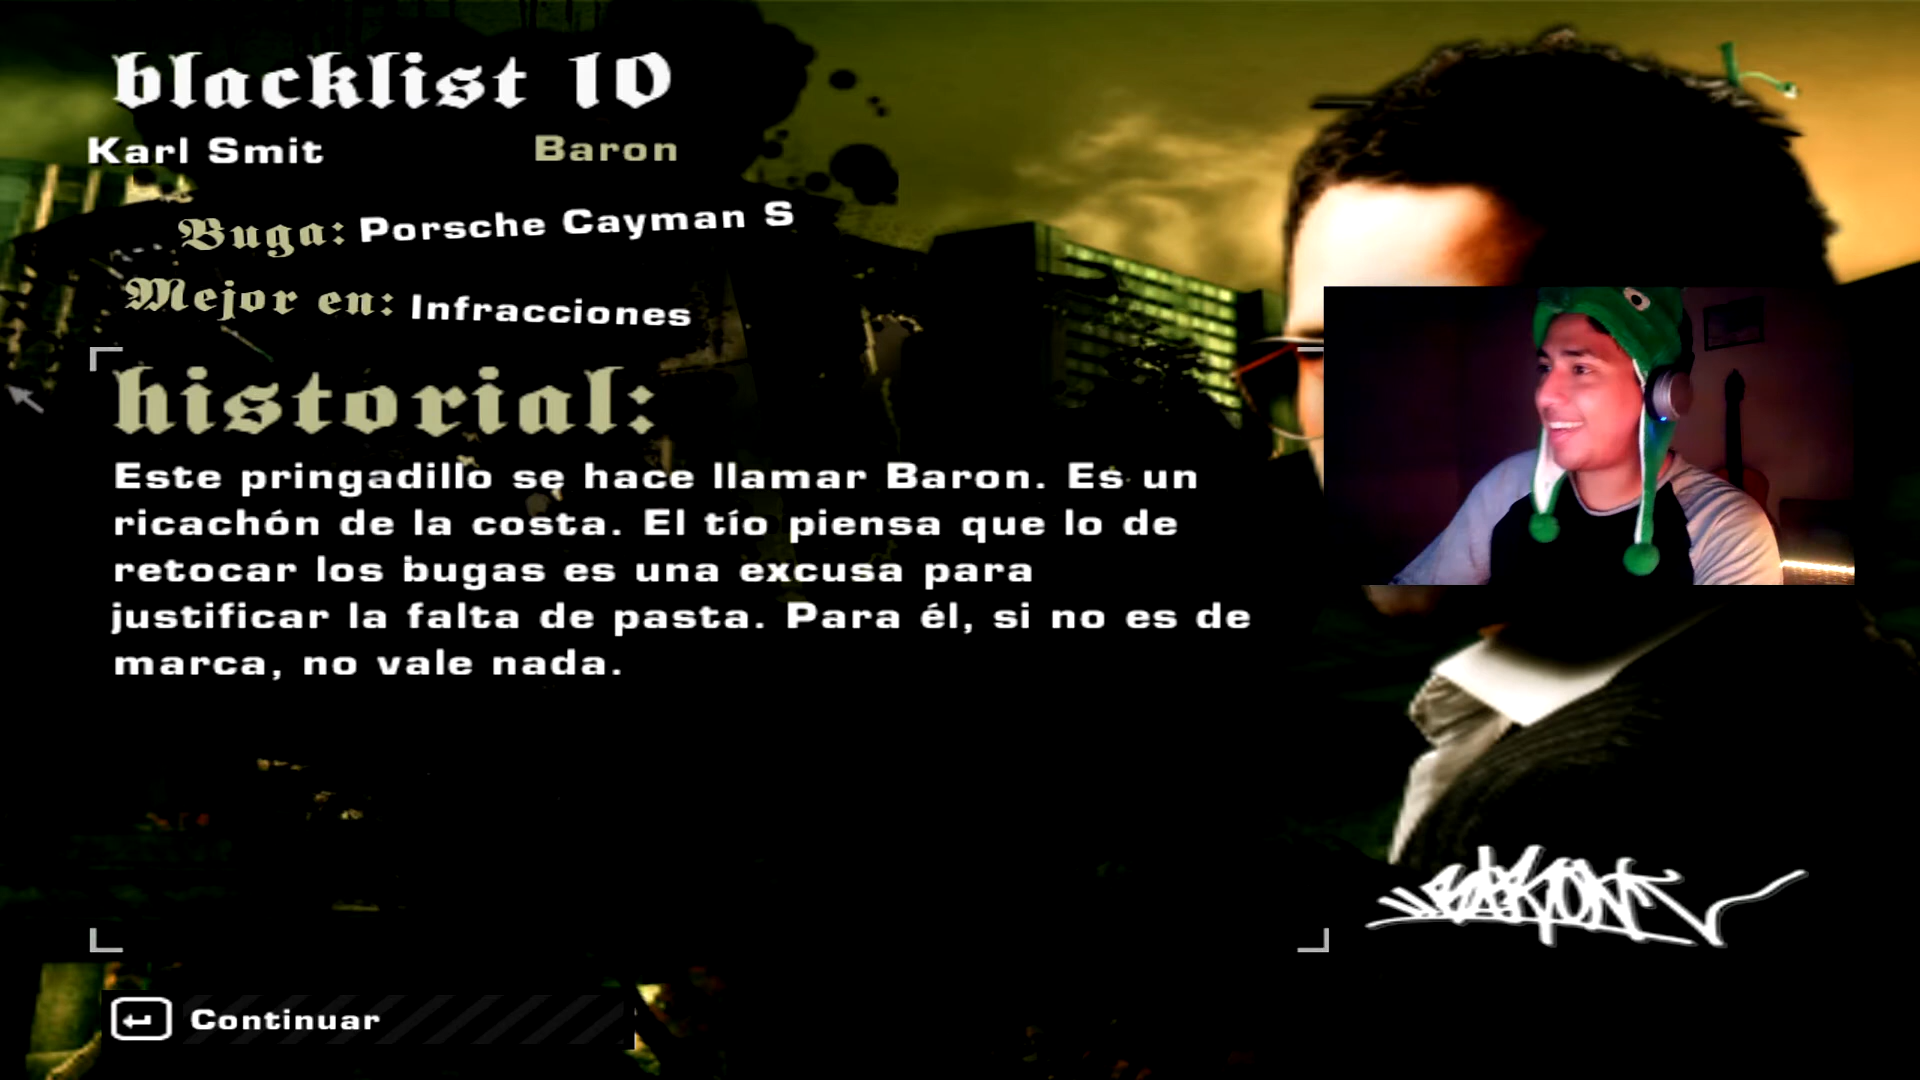 blacklist 10
Karl Smit Baron
Buga: Porsche Cayman S
Mejor en: Infracciones
historial:
Este pringadillo se hace llamar Baron. Es un
ricachón de la costa. El tío piensa que lo de
retocar los bugas es una excusa para
justificar la falta de pasta. Para él, si no es de
marca, no vale nada.
BARON
Continuar